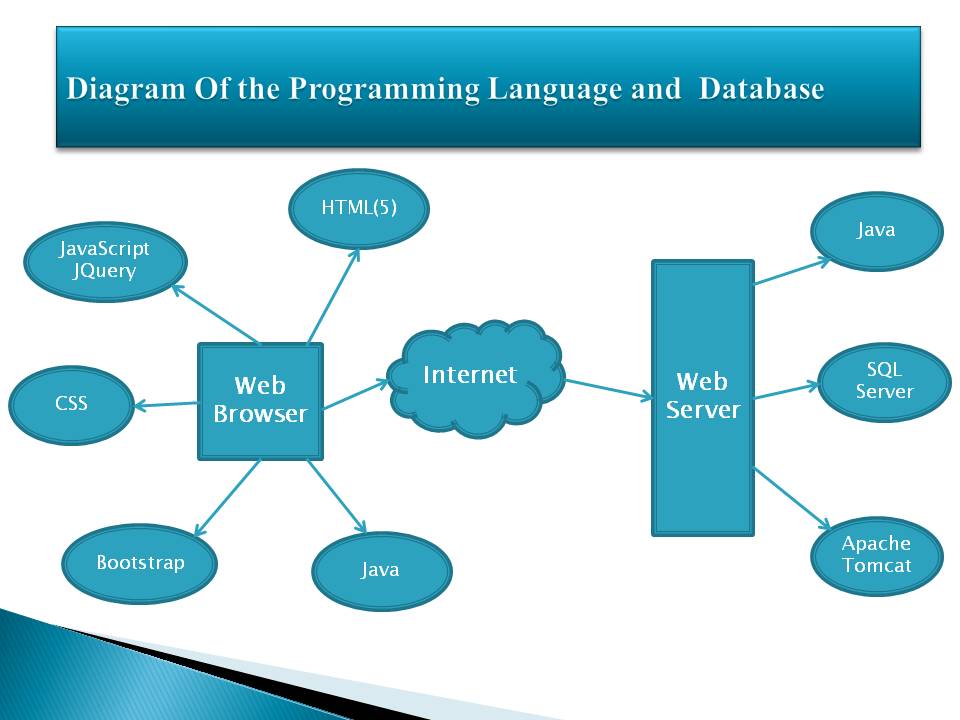 Diagram Of the Programming Language and  Database
HTML(5)
JavaScript
JQuery
CSS
Web
Browser
Bootstrap
Java
Internet
Web
Server
Java
SQL
Server
Apache
Tomcat